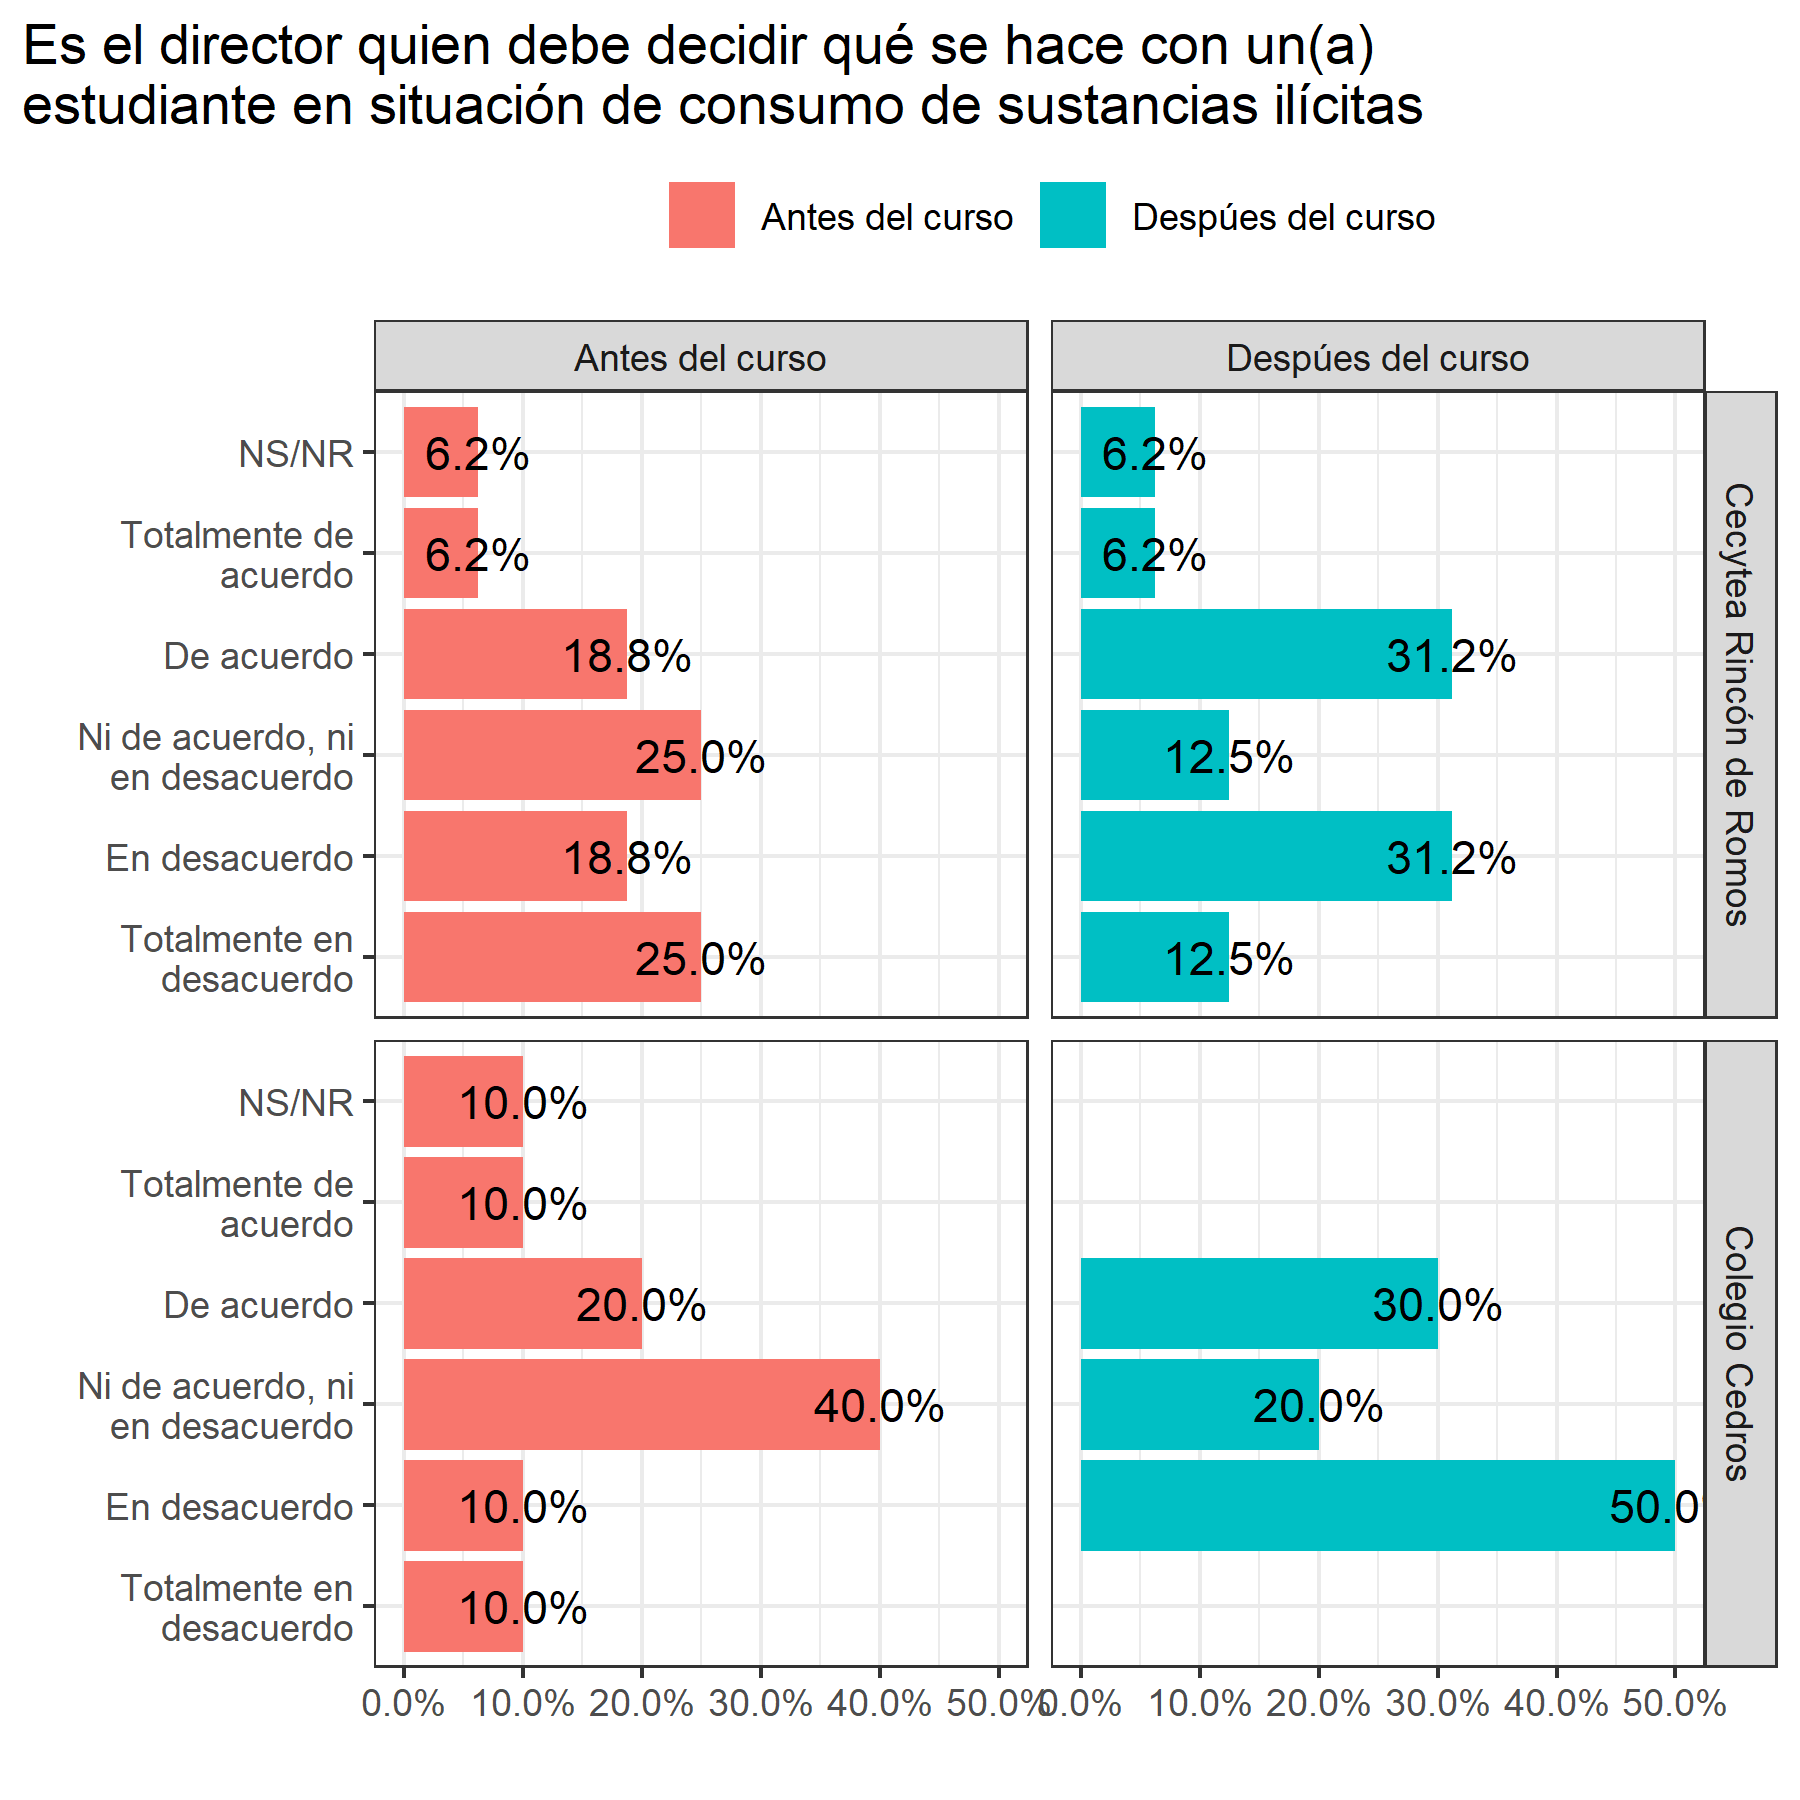 Es el director quien debe decidir qué se hace con un(a)
estudiante en situación de consumo de sustancias ilícitas
Antes del curso
Despúes del curso
Antes del curso
Despúes del curso
NS/NR
6.2%
6.2%
Totalmente de
acuerdo
6.2%
6.2%
De acuerdo
18.8%
31.2%
Ni de acuerdo, ni
en desacuerdo
25.0%
12.5%
En desacuerdo
18.8%
31.2%
Totalmente en
desacuerdo
25.0%
12.5%
Cecytea Rincón de Romos
NS/NR
10.0%
Totalmente de
acuerdo
10.0%
De acuerdo
20.0%
30.0%
Ni de acuerdo, ni
en desacuerdo
40.0%
20.0%
En desacuerdo
10.0%
50.0
Totalmente en
desacuerdo
10.0%
Colegio Cedros
0.0% 10.0% 20.0% 30.0% 40.0% 50.0%
0.0% 10.0% 20.0% 30.0% 40.0% 50.0%